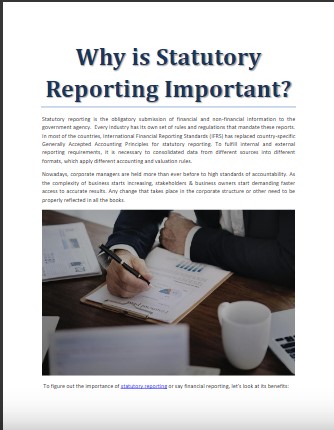 Why is Statutory
Reporting Important?
Statutory reporting is the obligatory submission of financial and non-financial information to the
government agency. Every industry has its own set of rules and regulations that mandate these reports.
In most of the countries, International Financial Reporting Standards (IFRS) has replaced country-specific
Generally Accepted Accounting Principles for statutory reporting. To fulfill internal and external
reporting requirements, it is necessary to consolidated data from different sources into different
formats, which apply different accounting and valuation rules.
Nowadays, corporate managers are held more than ever before to high standards of accountability. As
the complexity of business starts increasing, stakeholders & business owners start demanding faster
access to accurate results. Any change that takes place in the corporate structure or other need to be
properly reflected in all the books.
To figure out the importance of statutory reporting or say financial reporting, let's look at its benefits: